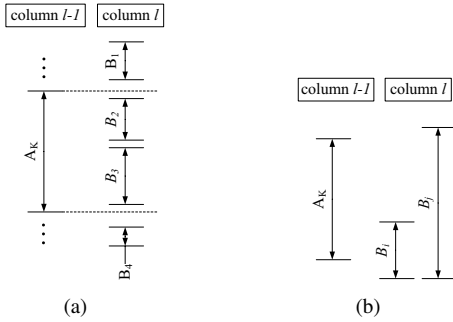 column l-1 column l
B1
AK
B2
B3
B4
(a)
column l-1 column l
AK
Bi
Bj
(b)